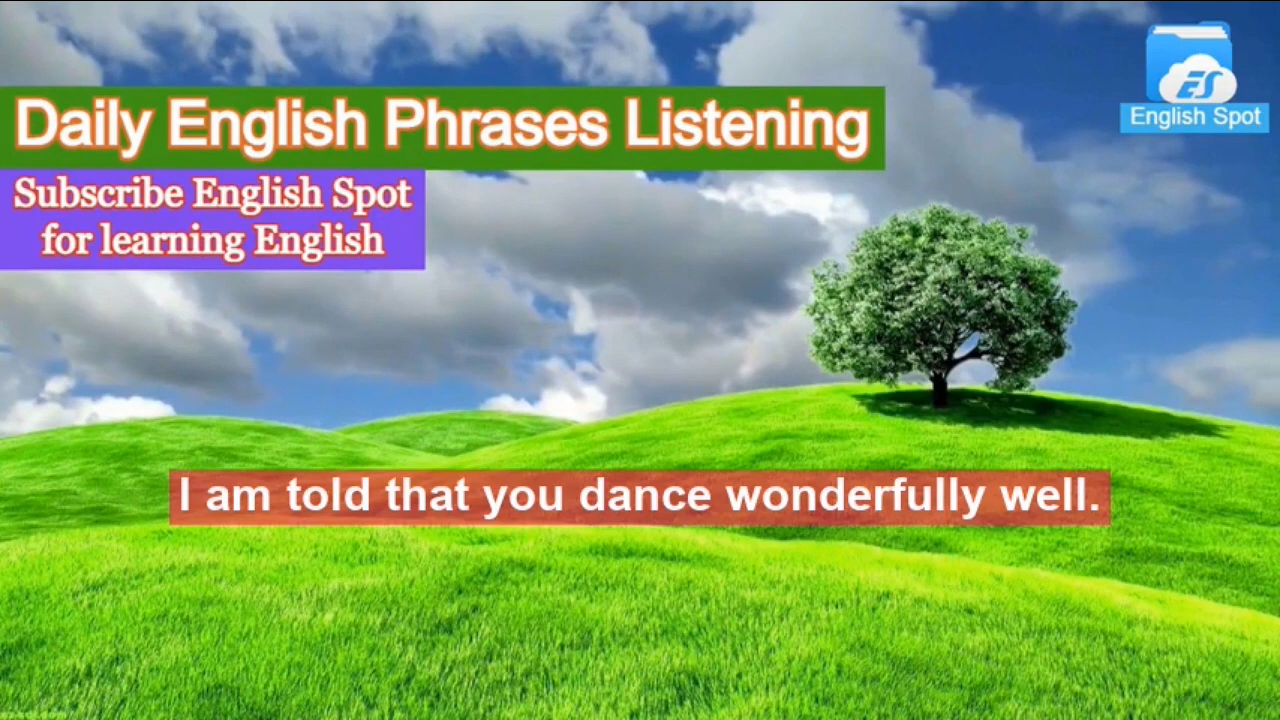 Daily English Phrases Listening
Subscribe English Spot
for learning English
ES
English Spot
I am told that you dance wonderfully well.